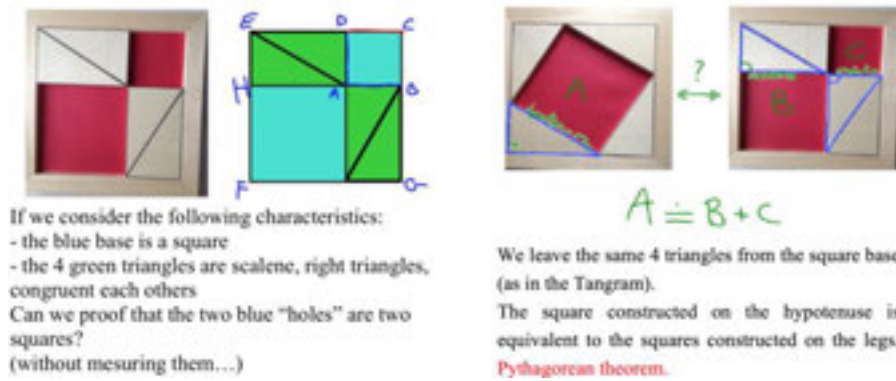 E D C
H A B
F G
If we consider the following characteristics:
- the blue base is a square
- the 4 green triangles are scalene, right triangles,
congruent each others
Can we proof that the two blue “holes” are two
squares?
(without mesuring them…)
A
?
C
B
A ≐ B + C
We leave the same 4 triangles from the square base
(as in the Tangram).
The square constructed on the hypotenuse is
equivalent to the squares constructed on the legs.
Pythagorean theorem.